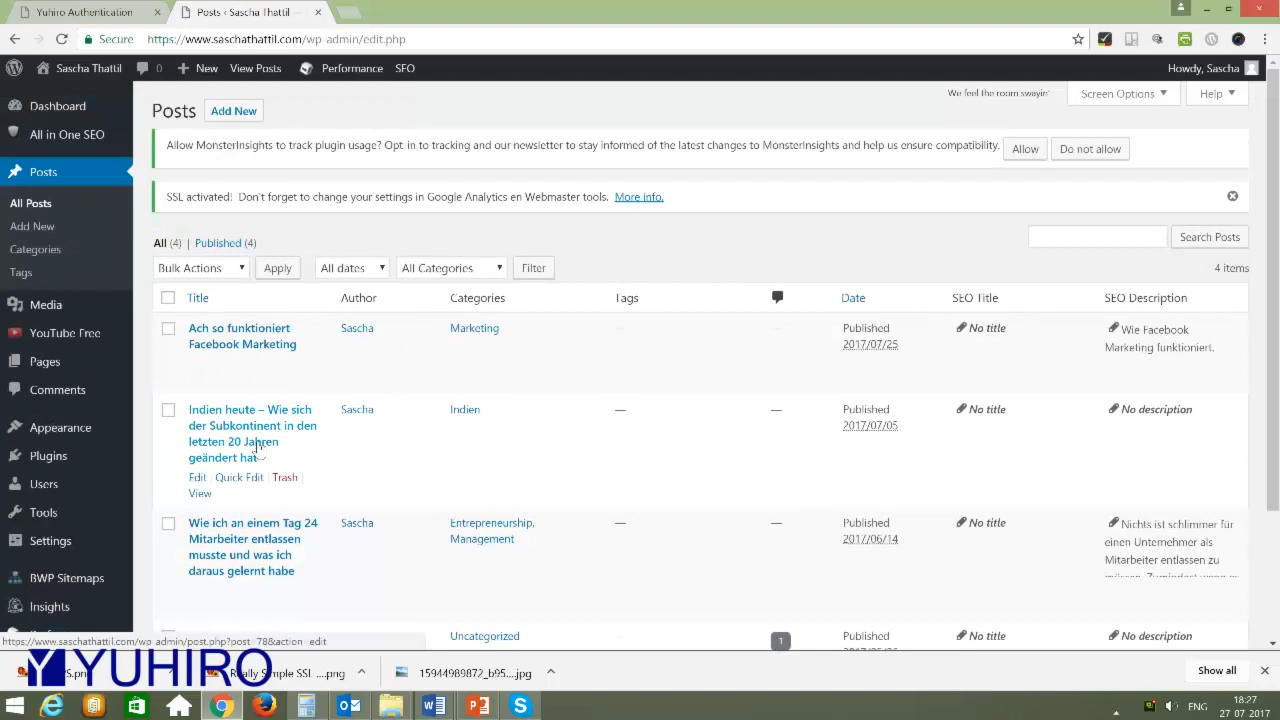 Yuhiro Authentication
Posts ‹ Sascha Thattil —
Secure https://www.saschathattil.com/wp-admin/edit.php
Sascha Thattil 0 New View Posts Performance SEO Howdy, Sascha
We feel the room swayin' Screen Options Help
Posts Add New
Allow MonsterInsights to track plugin usage? Opt-in to tracking and our newsletter to stay informed of the latest changes to MonsterInsights and help us ensure compatibility. Allow Do not allow
SSL activated! Don't forget to change your settings in Google Analytics en Webmaster tools. More info.
Dashboard
All in One SEO
Posts
All Posts
Add New
Categories
Tags
Media
YouTube Free
Pages
Comments
Appearance
Plugins
Users
Tools
Settings
BWP Sitemaps
Insights
All (4) | Published (4)
Search Posts
Bulk Actions Apply All dates All Categories Filter
4 items
Title Author Categories Tags Date SEO Title SEO Description
Ach so funktioniert
Facebook Marketing
Sascha
Marketing
—
—
Published
2017/07/25
No title
Wie Facebook
Marketing funktioniert.
Indien heute – Wie sich
der Subkontinent in den
letzten 20 Jahren
geändert hat
Edit | Quick Edit | Trash |
View
Sascha
Indien
—
—
Published
2017/07/05
No title
No description
Wie ich an einem Tag 24
Mitarbeiter entlassen
musste und was ich
daraus gelernt habe
Sascha
Entrepreneurship,
Management
—
—
Published
2017/06/14
No title
Nichts ist schlimmer für
einen Unternehmer als
Mitarbeiter entlassen zu
Uncategorized
1
Published
No title
No description
https://www.saschathattil.com/wp-admin/post.php?post=78&action=edit
YUHIRO
S.png
Really Simple SSL ....png
15944989872_b95....jpg
Show all
ENG
18:27
27-07-2017